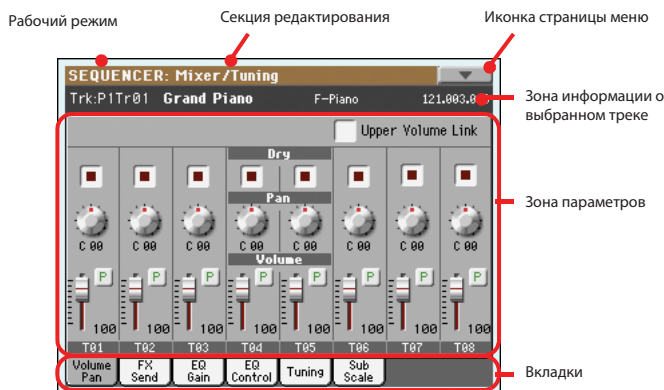 Рабочий режим
Секция редактирования
Иконка страницы меню
SEQUENCER: Mixer/Tuning
Trk:P1Tr01 Grand Piano F-Piano
Зона информации о
выбранном треке
Upper Volume Link
Dry
Pan
C 00 C 00 C 00 C 00 C 00 C 00 C 00 C 00
Зона параметров
Volume
P P P P P P P P
100 100 100 100 100 100 100 100
T01 T02 T03 T04 T05 T06 T07 T08
Volume Pan
FX Send
EQ Gain
EQ Control
Tuning
Sub Scale
Вкладки